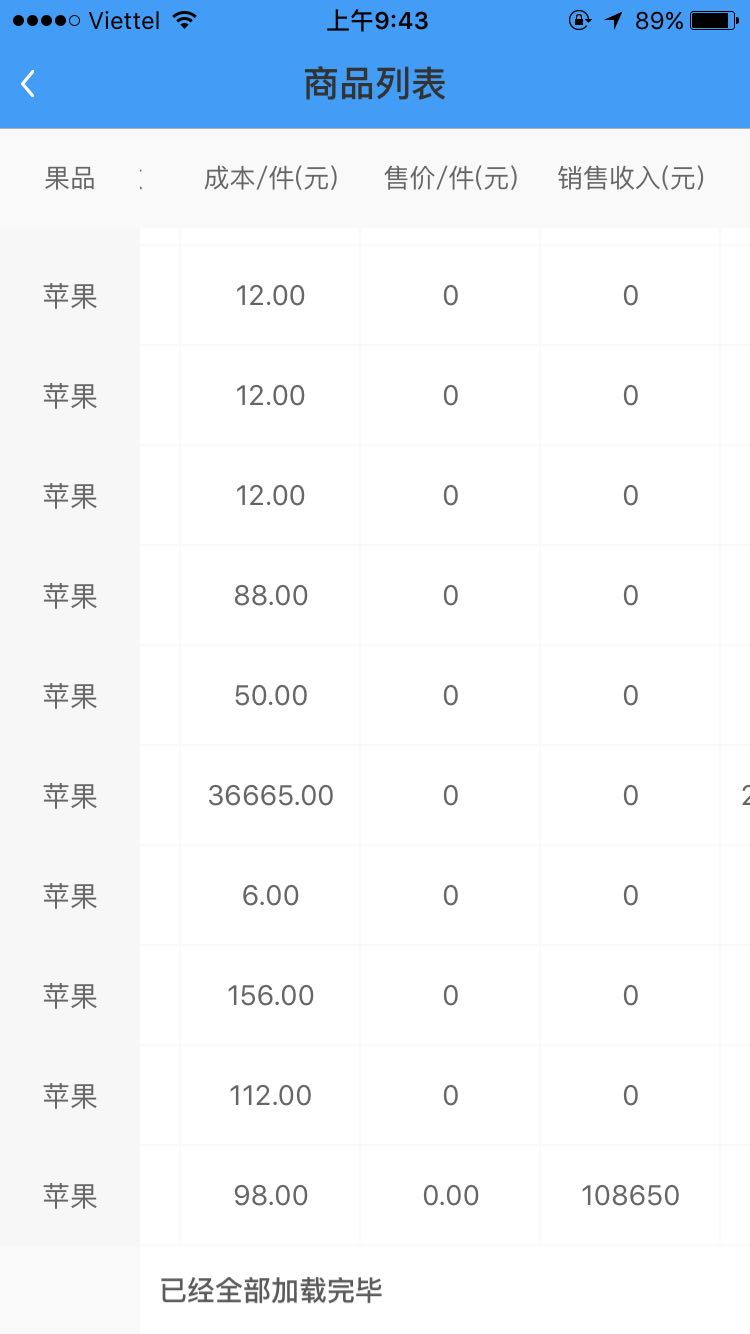 Viettel 上午9:43 89%
商品列表
果品 成本/件(元) 售价/件(元) 销售收入(元)
苹果 12.00 0 0
苹果 12.00 0 0
苹果 12.00 0 0
苹果 88.00 0 0
苹果 50.00 0 0
苹果 36665.00 0 0
苹果 6.00 0 0
苹果 156.00 0 0
苹果 112.00 0 0
苹果 98.00 0.00 108650
已经全部加载完毕